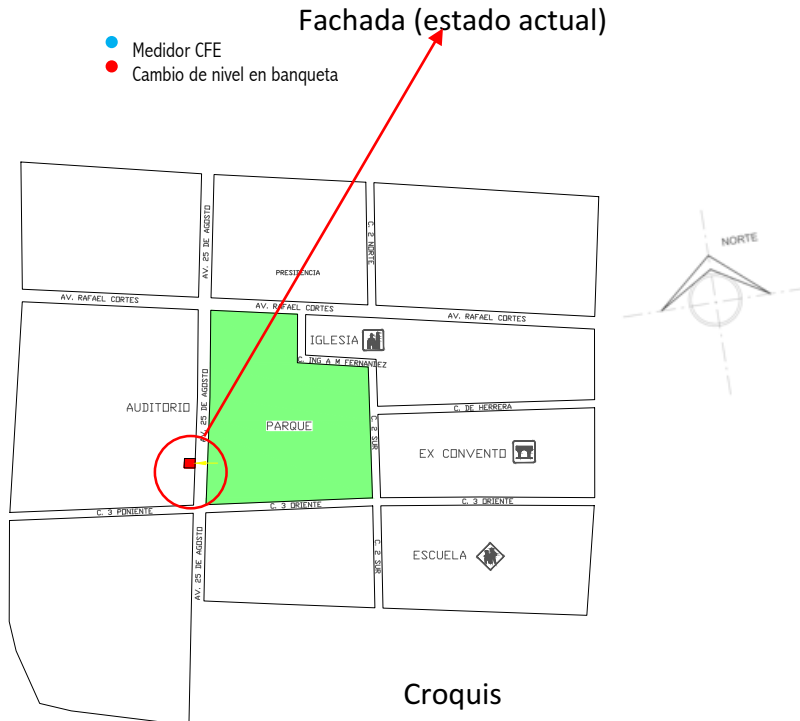 Fachada (estado actual)
Medidor CFE
Cambio de nivel en banqueta
AV. 25 DE AGOSTO
C. 2 NORTE
NORTE
PRESIDENCIA
AV. RAFAEL CORTES
AV. RAFAEL CORTES
AV. RAFAEL CORTES
IGLESIA
C. ING A M FERNANDEZ
AV. 25 DE AGOSTO
AUDITORIO
C. DE HERRERA
PARQUE
C. 2 SUR
EX CONVENTO
C. 3 PONIENTE
C. 3 ORIENTE
C. 3 ORIENTE
AV. 25 DE AGOSTO
C. 2 SUR
ESCUELA
Croquis